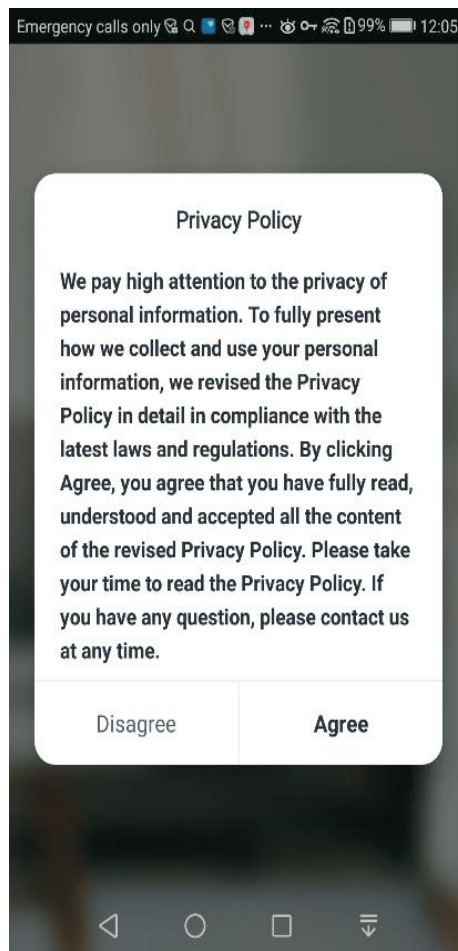 Emergency calls only 99% 12:05
Privacy Policy
We pay high attention to the privacy of
personal information. To fully present
how we collect and use your personal
information, we revised the Privacy
Policy in detail in compliance with the
latest laws and regulations. By clicking
Agree, you agree that you have fully read,
understood and accepted all the content
of the revised Privacy Policy. Please take
your time to read the Privacy Policy. If
you have any question, please contact us
at any time.
Disagree Agree